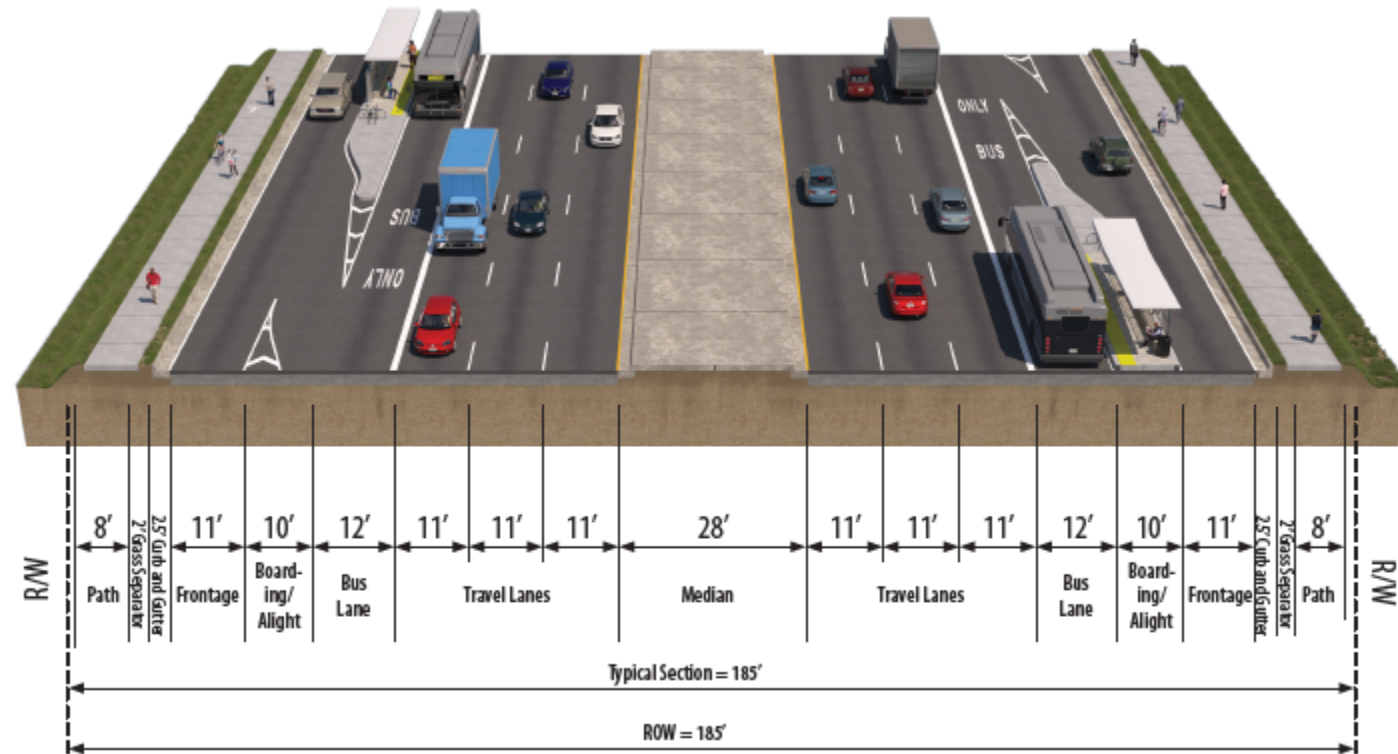 ONLY
BUS
BUS
ONLY
8’
2’ Grass Separator
2.5’ Curb and Gutter
11’
10’
12’
11’
11’
11’
28’
11’
11’
11’
12’
10’
11’
2.5’ Curb and Gutter
2’ Grass Separator
8’
R/W
Path
Frontage
Board-
ing/
Alight
Bus
Lane
Travel Lanes
Median
Travel Lanes
Bus
Lane
Board-
ing/
Alight
Frontage
Path
R/W
Typical Section = 185’
ROW = 185’